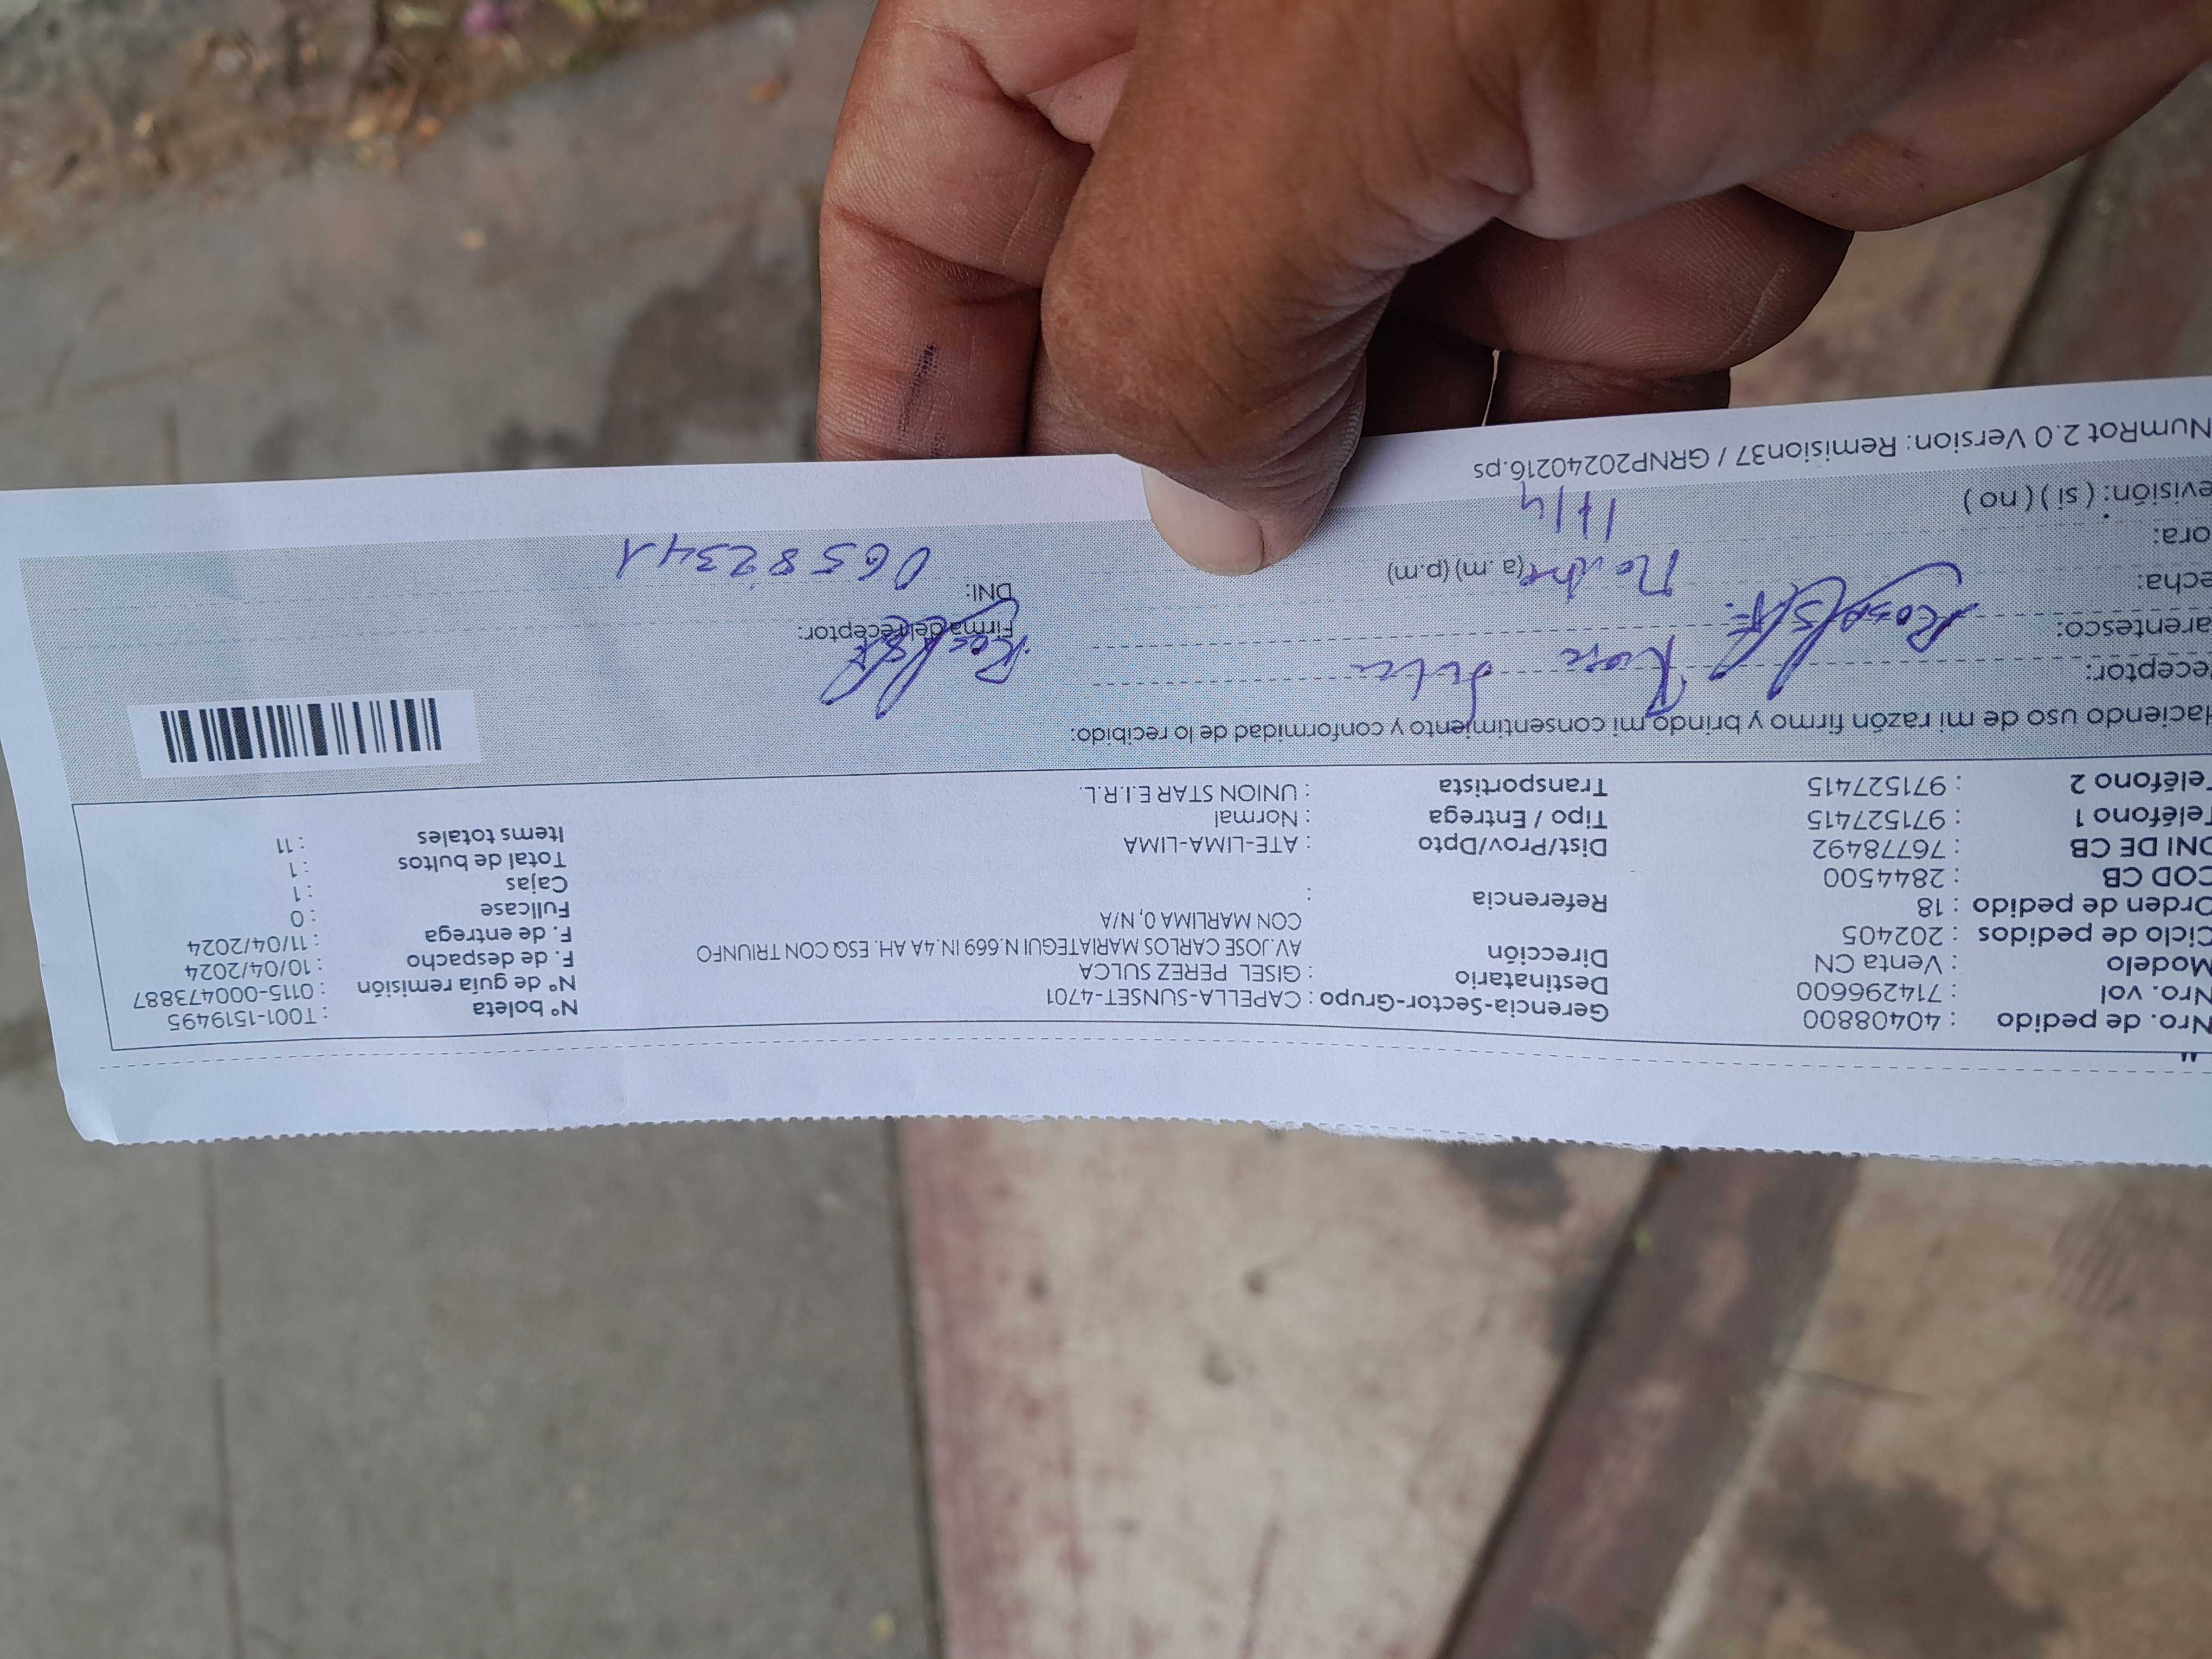 Nro. de pedido : 40408800 Gerencia-Sector-Grupo : CAPELLA-SUNSET-4701 N° boleta : T001-1519495
Nro. vol : 714296600 Destinatario : GISEL PEREZ SULCA N° de guía remisión : 0115-000473887
Modelo : Venta CN Dirección AV.JOSE CARLOS MARIATEGUI N.669 IN.4A AH. ESQ CON TRIUNFO F. de despacho : 10/04/2024
Ciclo de pedidos : 202405 CON MARLIMA 0, N/A F. de entrega : 11/04/2024
Orden de pedido : 18 Referencia : Fullcase : 0
COD CB : 2844500 Cajas : 1
DNI DE CB : 76778492 Dist/Prov/Dpto : ATE-LIMA-LIMA Total de bultos : 1
Teléfono 1 : 971527415 Tipo / Entrega : Normal Items totales : 11
Teléfono 2 : 971527415 Transportista : UNION STAR E.I.R.L.
Haciendo uso de mi razón firmo y brindo mi consentimiento y conformidad de lo recibido:
eceptor: Rosa Sulca
arentesco: Firma del receptor:
echa: DNI: 06582341
ora: (a. m) (p.m)
evisión: ( si ) ( no ) 11/4
NumRot 2.0 Version: Remision37 / GRNP20240216.ps